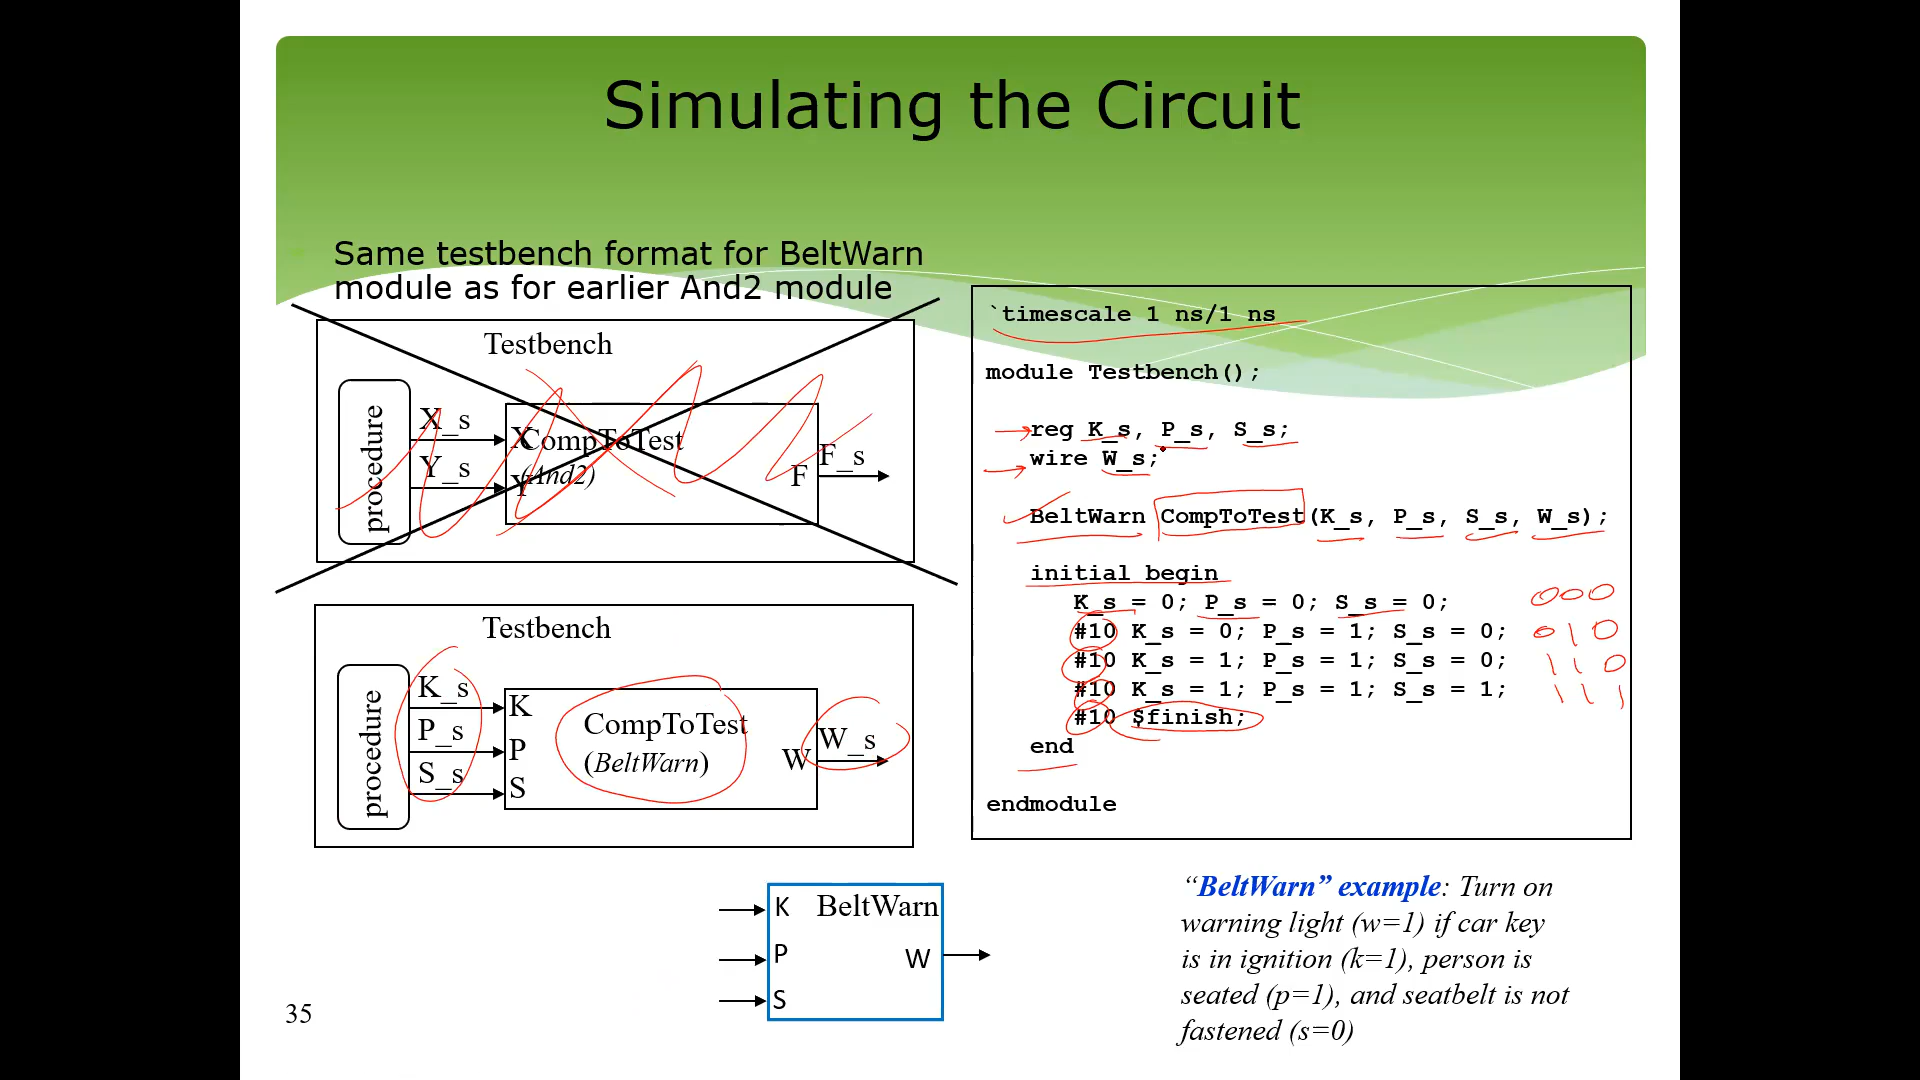 Simulating the Circuit
Same testbench format for BeltWarn
module as for earlier And2 module
Testbench
procedure
X_s
Y_s
X
Y
CompToTest
(And2)
F
F_s
Testbench
procedure
K_s
P_s
S_s
K
P
S
CompToTest
(BeltWarn)
W
W_s
`timescale 1 ns/1 ns
module Testbench();
reg K_s, P_s, S_s;
wire W_s;
BeltWarn CompToTest(K_s, P_s, S_s, W_s);
initial begin
K_s = 0; P_s = 0; S_s = 0; 000
#10 K_s = 0; P_s = 1; S_s = 0; 010
#10 K_s = 1; P_s = 1; S_s = 0; 110
#10 K_s = 1; P_s = 1; S_s = 1; 111
#10 $finish;
end
endmodule
K
P
S
BeltWarn
W
“BeltWarn” example: Turn on
warning light (w=1) if car key
is in ignition (k=1), person is
seated (p=1), and seatbelt is not
fastened (s=0)
35